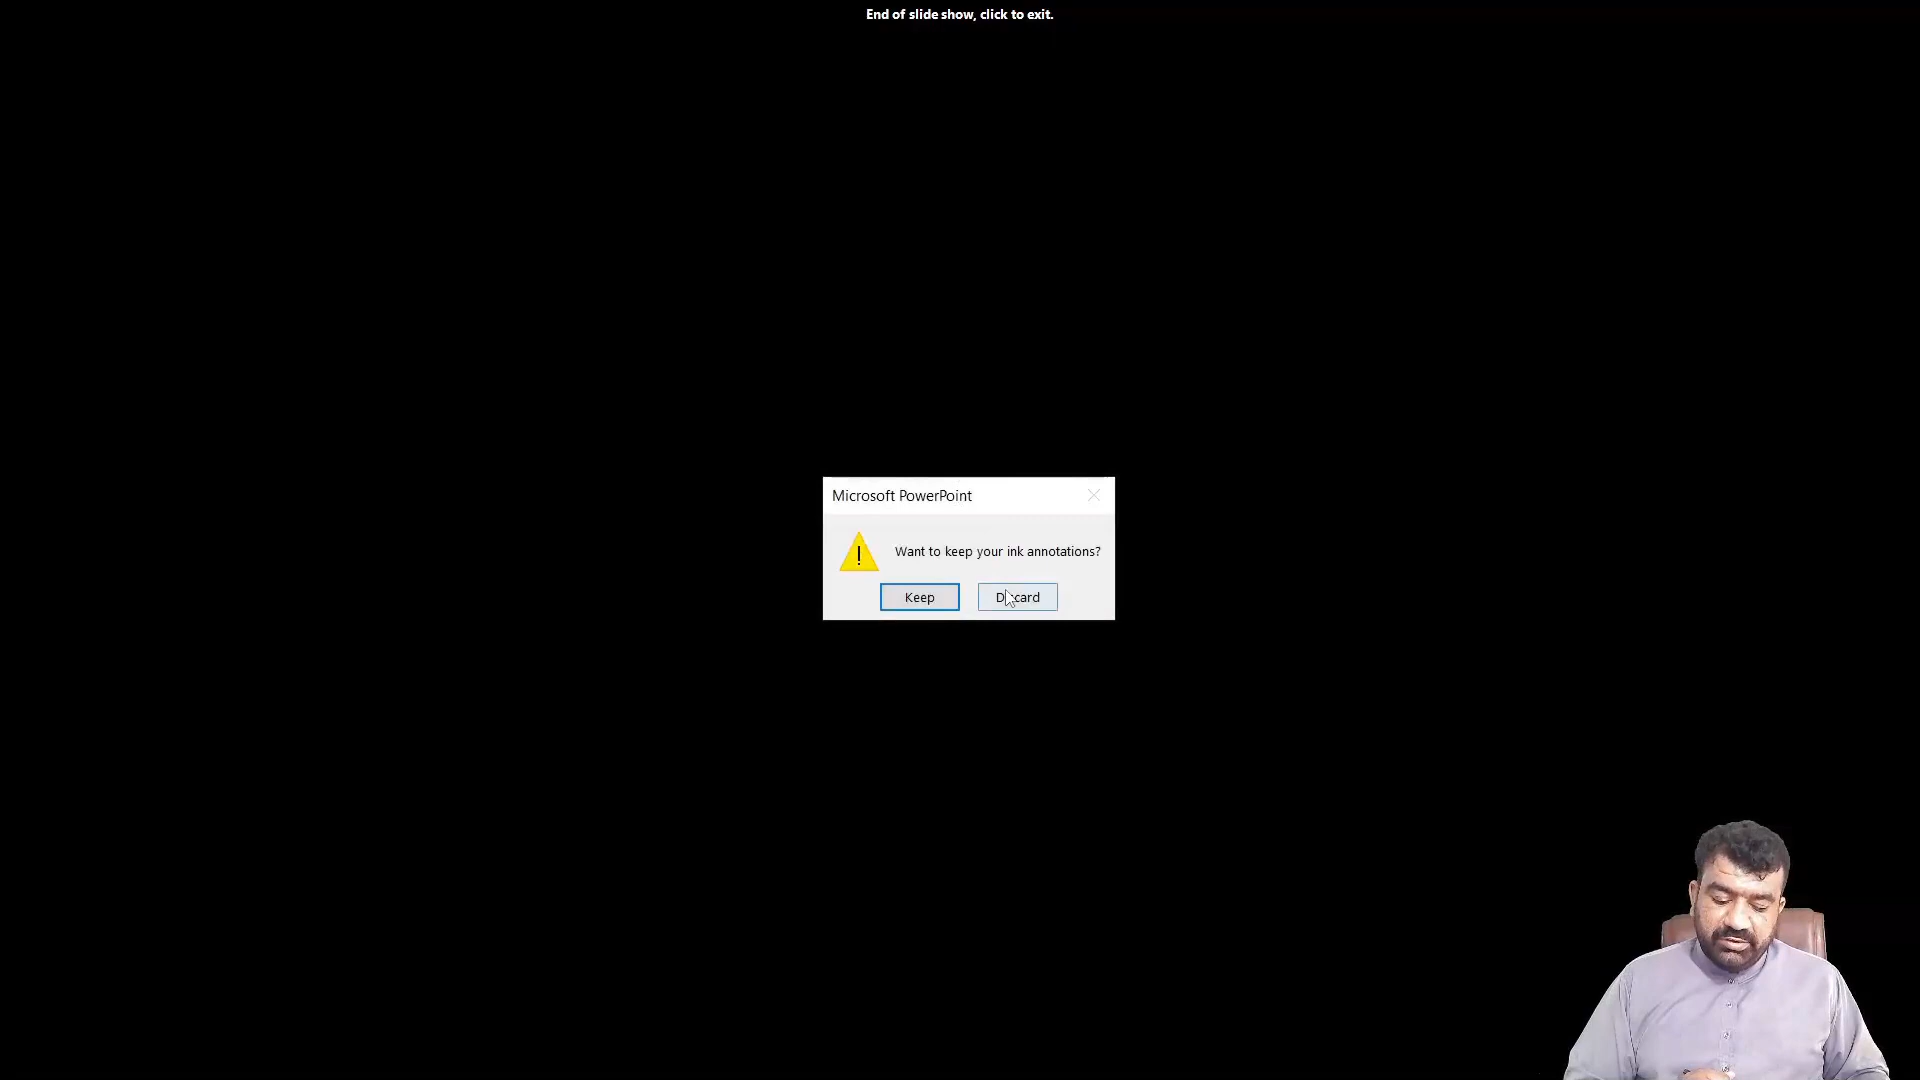 End of slide show, click to exit.
Microsoft PowerPoint
Want to keep your ink annotations?
Keep
Discard